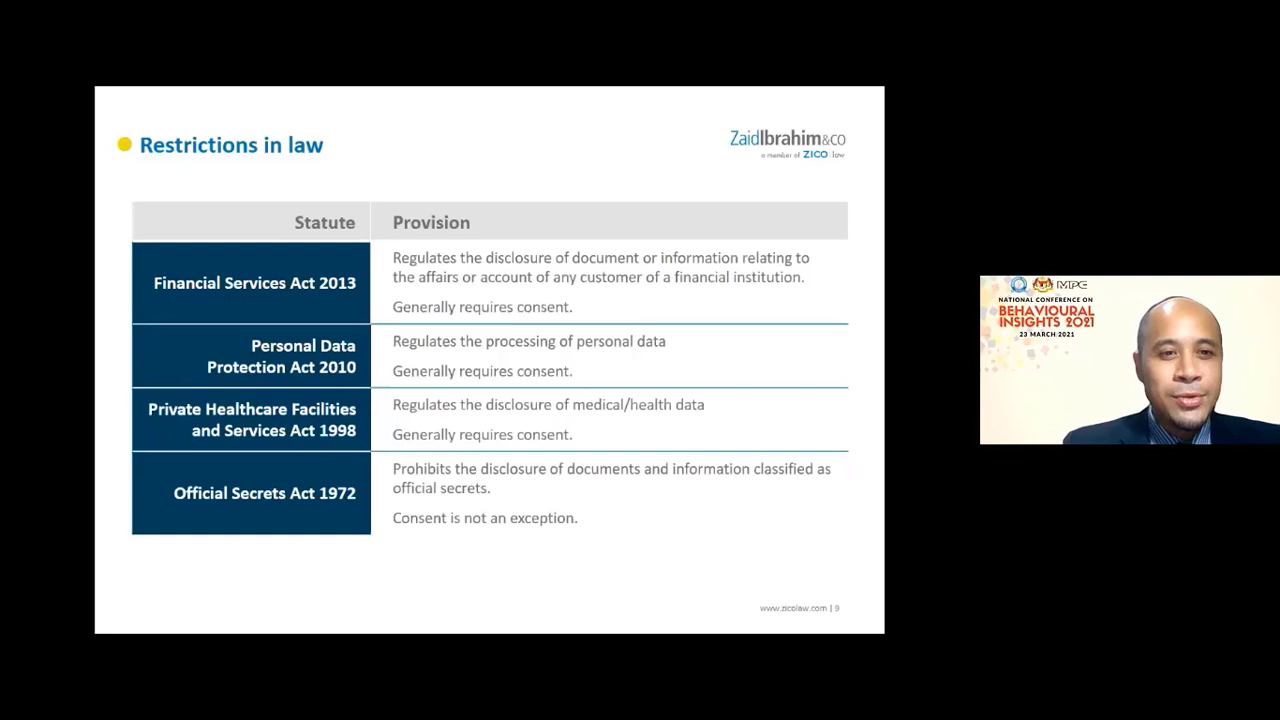 Restrictions in law
ZaidIbrahim&co
a member of ZICO law
Statute
Provision
Financial Services Act 2013
Regulates the disclosure of document or information relating to
the affairs or account of any customer of a financial institution.
Generally requires consent.
Personal Data
Protection Act 2010
Regulates the processing of personal data
Generally requires consent.
Private Healthcare Facilities
and Services Act 1998
Regulates the disclosure of medical/health data
Generally requires consent.
Official Secrets Act 1972
Prohibits the disclosure of documents and information classified as
official secrets.
Consent is not an exception.
www.zicolaw.com | 9
MPC
NATIONAL CONFERENCE ON
BEHAVIOURAL
INSIGHTS 2021
23 MARCH 2021